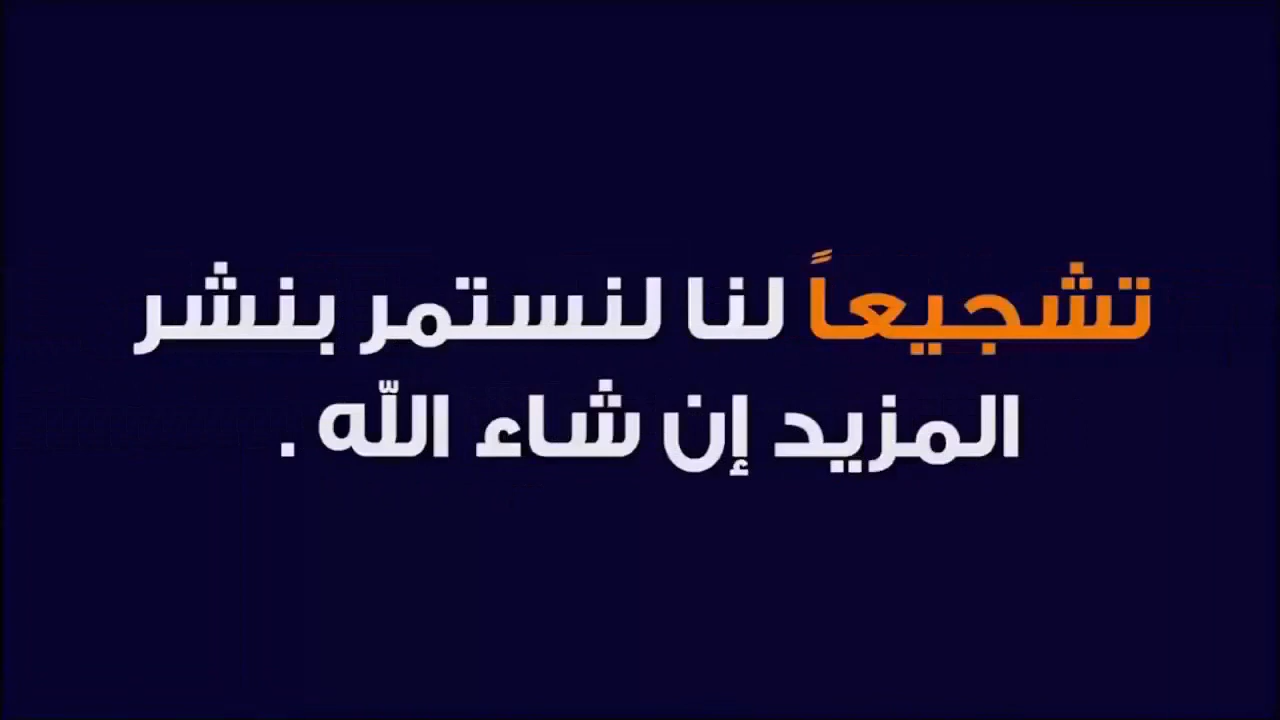 تشجيعاً لنا لنستمر بنشر
المزيد إن شاء الله .